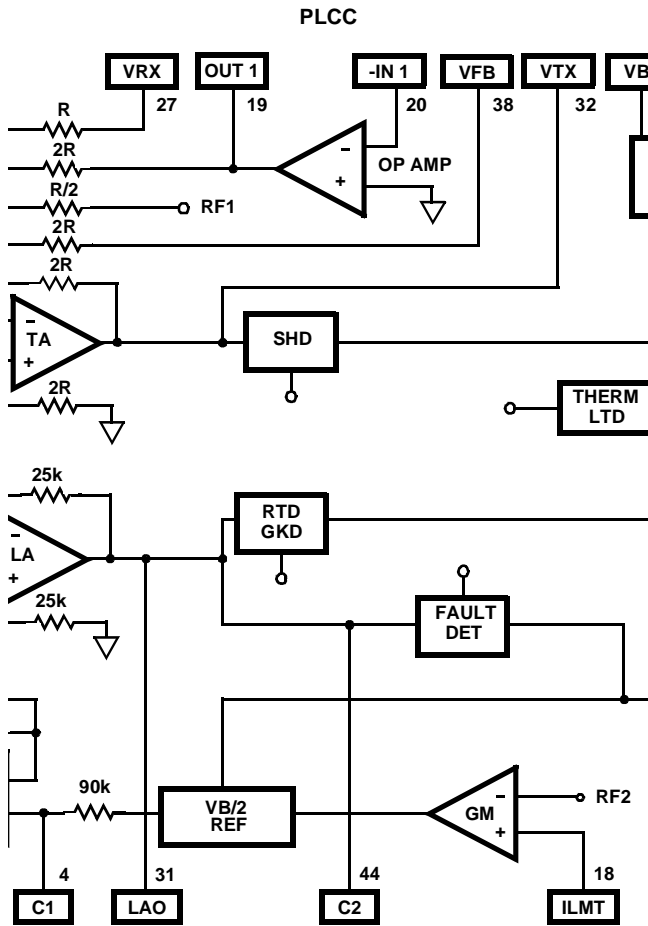 PLCC
VRX
OUT 1
-IN 1
VFB
VTX
VB
27
19
20
38
32
R
2R
OP AMP
-
+
R/2
RF1
2R
2R
TA
-
+
SHD
2R
THERM
LTD
25k
RTD
GKD
LA
-
+
25k
FAULT
DET
90k
VB/2
REF
GM
-
+
RF2
4
31
44
18
C1
LAO
C2
ILMT